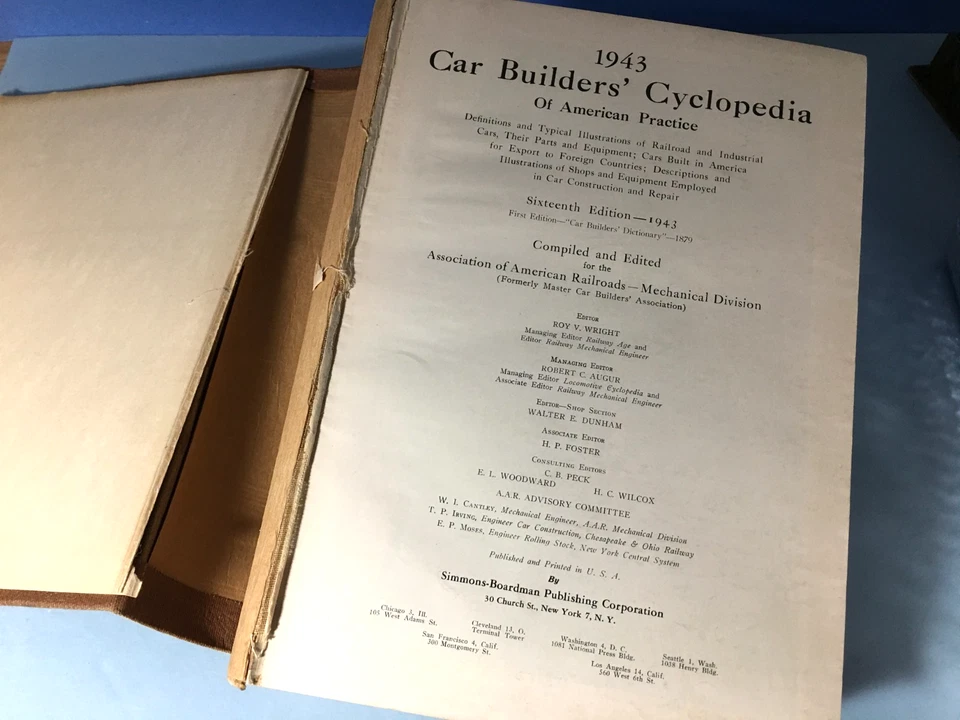 1943
Car Builders' Cyclopedia
Of American Practice
Definitions and Typical Illustrations of Railroad and Industrial
Cars, Their Parts and Equipment; Cars Built in America
for Export to Foreign Countries; Descriptions and
Illustrations of Shops and Equipment Employed
in Car Construction and Repair
Sixteenth Edition—1943
First Edition—"Car Builders' Dictionary"—1879
Compiled and Edited
for the
Association of American Railroads—Mechanical Division
(Formerly Master Car Builders' Association)
Editor
ROY V. WRIGHT
Managing Editor Railway Age and
Editor Railway Mechanical Engineer
Managing Editor
ROBERT C. AUGUR
Managing Editor Locomotive Cyclopedia and
Associate Editor Railway Mechanical Engineer
Editor—Shop Section
WALTER E. DUNHAM
Associate Editor
H. P. FOSTER
Consulting Editors
C. B. PECK
E. L. WOODWARD H. C. WILCOX
A.A.R. ADVISORY COMMITTEE
W. I. Cantley, Mechanical Engineer, A.A.R. Mechanical Division
T. P. Irving, Engineer Car Construction, Chesapeake & Ohio Railway
E. P. Moses, Engineer Rolling Stock, New York Central System
Published and Printed in U. S. A.
By
Simmons-Boardman Publishing Corporation
30 Church St., New York 7, N. Y.
Chicago 3, Ill.
105 West Adams St.
Cleveland 13, O.
Terminal Tower
Washington 4, D. C.
1081 National Press Bldg.
Seattle 1, Wash.
1038 Henry Bldg.
San Francisco 4, Calif.
300 Montgomery St.
Los Angeles 14, Calif.
560 West 6th St.